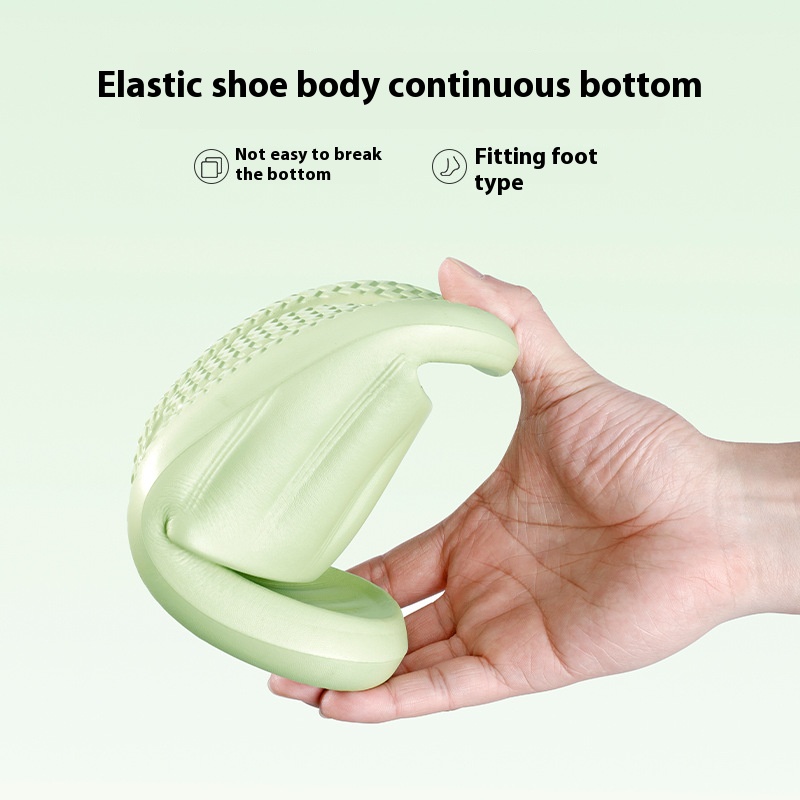 Elastic shoe body continuous bottom
Not easy to break
the bottom
Fitting foot
type